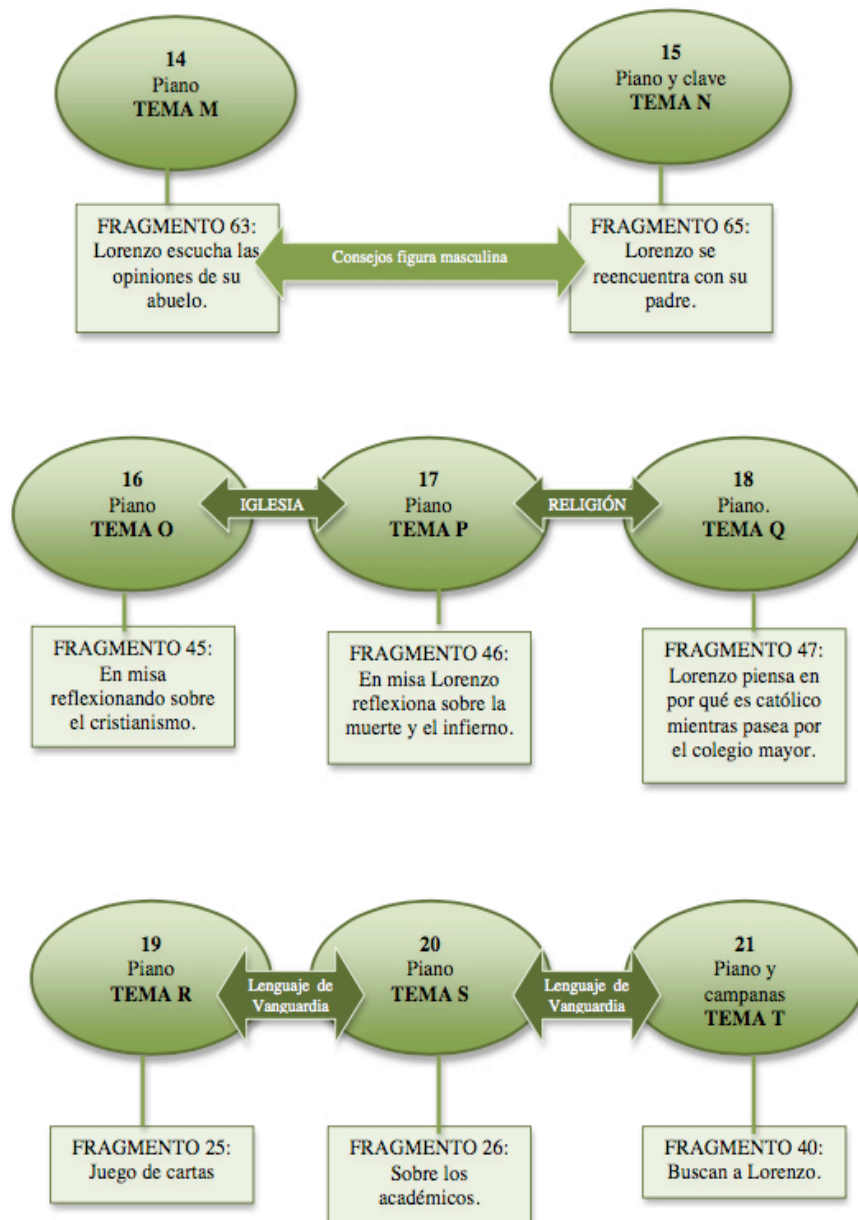 14
Piano
TEMA M
15
Piano y clave
TEMA N
FRAGMENTO 63:
Lorenzo escucha las
opiniones de su
abuelo.
Consejos figura masculina
FRAGMENTO 65:
Lorenzo se
reencuentra con su
padre.
16
Piano
TEMA O
IGLESIA
17
Piano
TEMA P
RELIGIÓN
18
Piano.
TEMA Q
FRAGMENTO 45:
En misa
reflexionando sobre
el cristianismo.
FRAGMENTO 46:
En misa Lorenzo
reflexiona sobre la
muerte y el infierno.
FRAGMENTO 47:
Lorenzo piensa en
por qué es católico
mientras pasea por
el colegio mayor.
19
Piano
TEMA R
Lenguaje de
Vanguardia
20
Piano
TEMA S
Lenguaje de
Vanguardia
21
Piano y
campanas
TEMA T
FRAGMENTO 25:
Juego de cartas
FRAGMENTO 26:
Sobre los
académicos.
FRAGMENTO 40:
Buscan a Lorenzo.